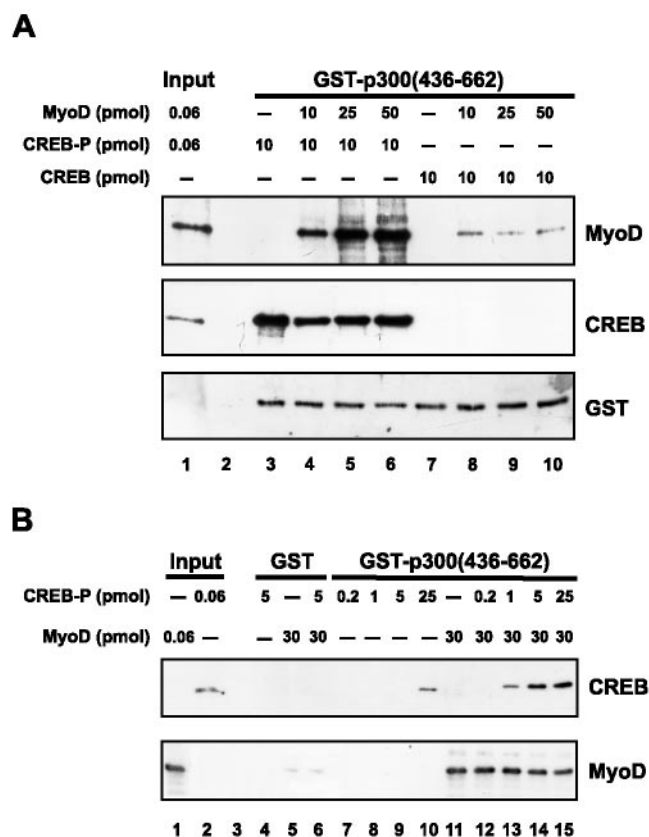 A
Input GST-p300(436-662)
MyoD (pmol) 0.06 — 10 25 50 — 10 25 50
CREB-P (pmol) 0.06 10 10 10 10 — — — —
CREB (pmol) — — — — — 10 10 10 10
MyoD
CREB
GST
1 2 3 4 5 6 7 8 9 10
B
Input GST GST-p300(436-662)
CREB-P (pmol) — 0.06 5 — 5 0.2 1 5 25 — 0.2 1 5 25
MyoD (pmol) 0.06 — — 30 30 30 30 30 30 30
CREB
MyoD
1 2 3 4 5 6 7 8 9 10 11 12 13 14 15